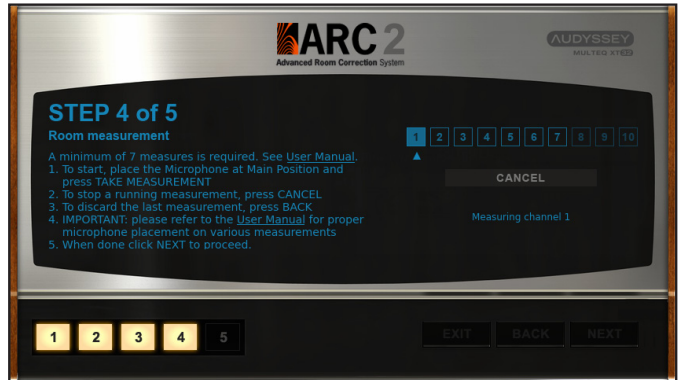 ARC 2
Advanced Room Correction System
AUDYSSEY
MULTEQ XT32
STEP 4 of 5
Room measurement
A minimum of 7 measures is required. See User Manual.
1. To start, place the Microphone at Main Position and
press TAKE MEASUREMENT
2. To stop a running measurement, press CANCEL
3. To discard the last measurement, press BACK
4. IMPORTANT: please refer to the User Manual for proper
microphone placement on various measurements
5. When done click NEXT to proceed.
1 2 3 4 5 6 7 8 9 10
CANCEL
Measuring channel 1
1 2 3 4 5
EXIT BACK NEXT